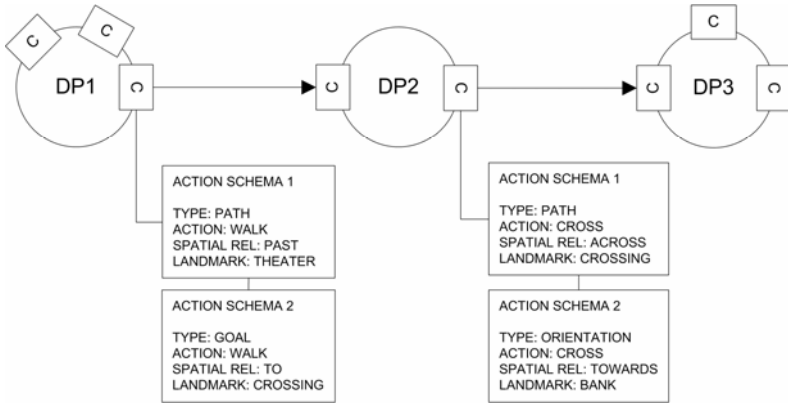 C
C
C
DP1
C
DP2
C
C
C
DP3
C
ACTION SCHEMA 1
TYPE: PATH
ACTION: WALK
SPATIAL REL: PAST
LANDMARK: THEATER
ACTION SCHEMA 2
TYPE: GOAL
ACTION: WALK
SPATIAL REL: TO
LANDMARK: CROSSING
ACTION SCHEMA 1
TYPE: PATH
ACTION: CROSS
SPATIAL REL: ACROSS
LANDMARK: CROSSING
ACTION SCHEMA 2
TYPE: ORIENTATION
ACTION: CROSS
SPATIAL REL: TOWARDS
LANDMARK: BANK